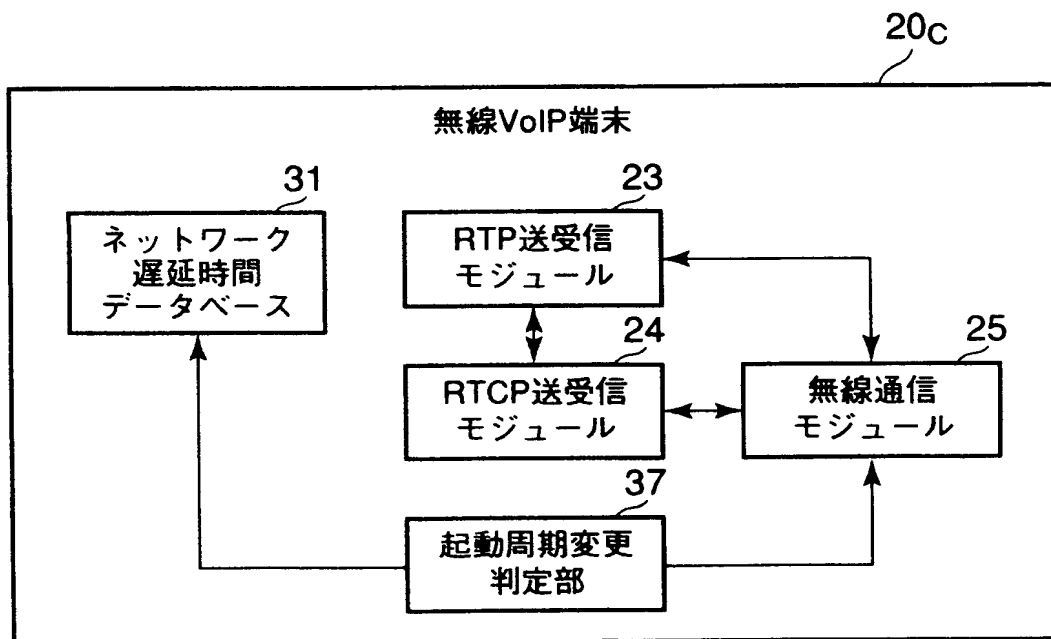 20C
無線VoIP端末
31
ネットワーク
遅延時間
データベース
23
RTP送受信
モジュール
24
RTCP送受信
モジュール
25
無線通信
モジュール
37
起動周期変更
判定部